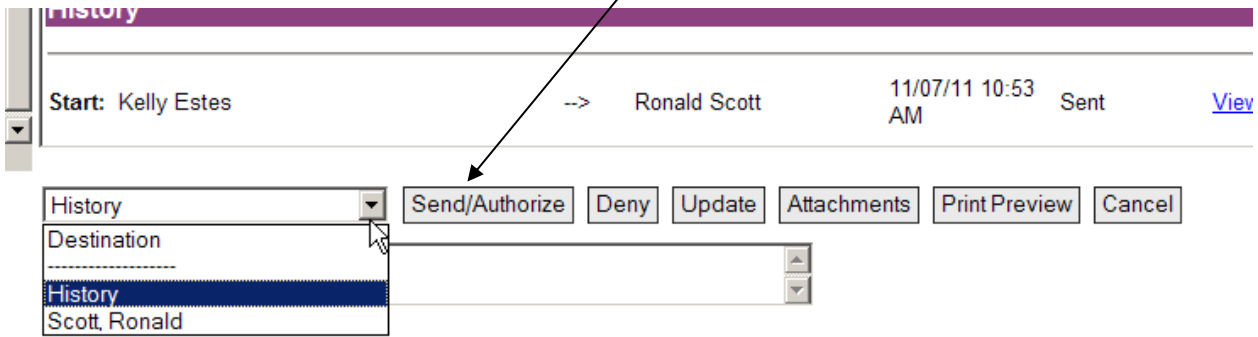 History
Start: Kelly Estes --> Ronald Scott 11/07/11 10:53 AM Sent View
History Send/Authorize Deny Update Attachments Print Preview Cancel
Destination
-------------------
History
Scott, Ronald